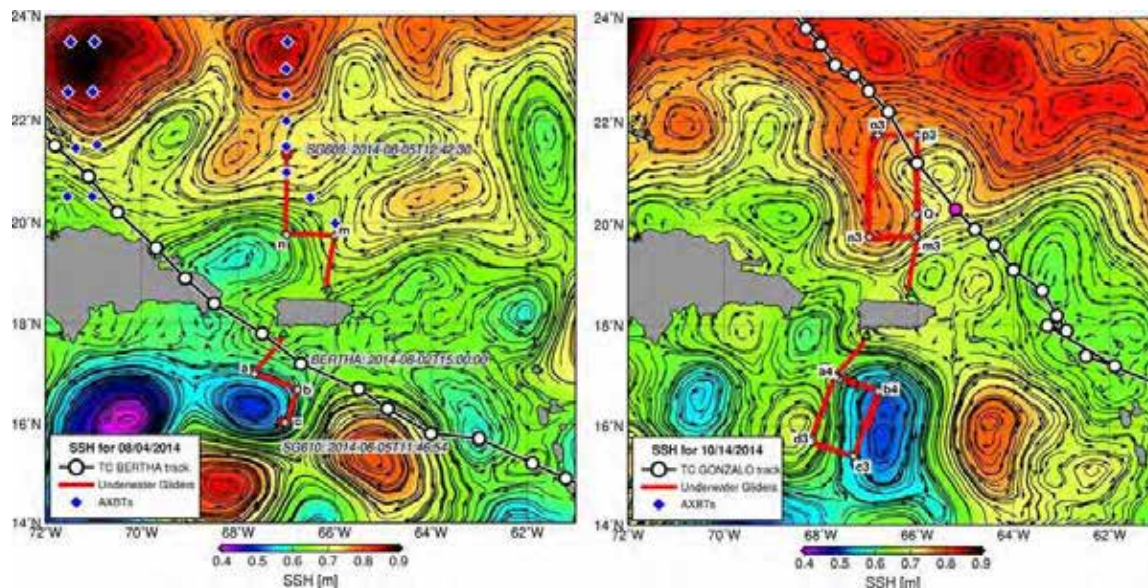 24˚N
22˚N
20˚N
18˚N
16˚N
14˚N
72˚W
70˚W
68˚W
66˚W
64˚W
62˚W
SG609: 2014-08-05T12:42:30
n
m
BERTHA: 2014-08-02T15:00:00
a
b
c
SG610: 2014-08-05T11:46:54
SSH for 08/04/2014
TC BERTHA track
Underwater Gliders
AXBTs
0.4 0.5 0.6 0.7 0.8 0.9
SSH [m]
24˚N
22˚N
20˚N
18˚N
16˚N
14˚N
68˚W
66˚W
64˚W
62˚W
o3
p3
Q
n3
m3
a4
b4
d3
c3
SSH for 10/14/2014
TC GONZALO track
Underwater Gliders
AXBTs
0.4 0.5 0.6 0.7 0.8 0.9
SSH [m]